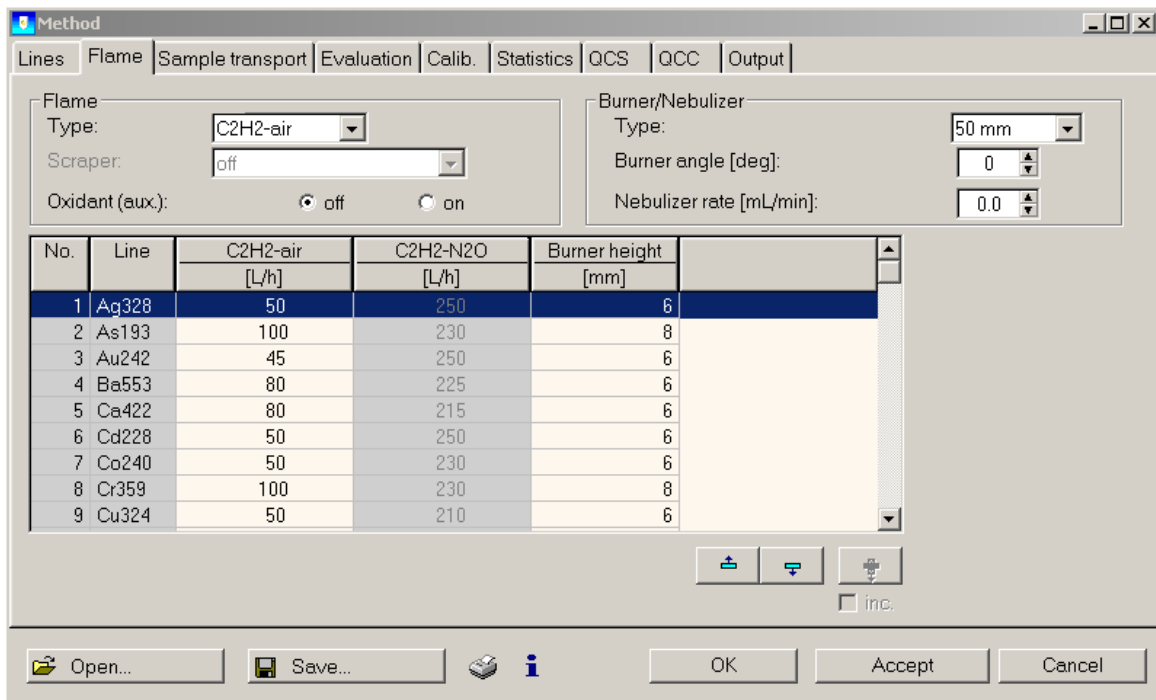 Method
Lines Flame Sample transport Evaluation Calib. Statistics QCS QCC Output
Flame
Type: C2H2-air
Scraper: off
Oxidant (aux.): off on
Burner/Nebulizer
Type: 50 mm
Burner angle [deg]: 0
Nebulizer rate [mL/min]: 0.0
No. Line C2H2-air C2H2-N2O Burner height
[L/h] [L/h] [mm]
1 Ag328 50 250 6
2 As193 100 230 8
3 Au242 45 250 6
4 Ba553 80 225 6
5 Ca422 80 215 6
6 Cd228 50 250 6
7 Co240 50 230 6
8 Cr359 100 230 8
9 Cu324 50 210 6
inc.
Open... Save... i OK Accept Cancel